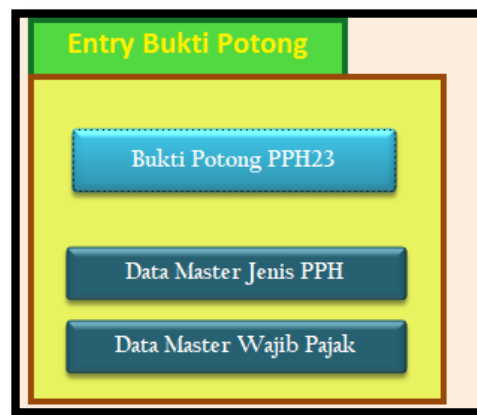 Entry Bukti Potong
Bukti Potong PPH23
Data Master Jenis PPH
Data Master Wajib Pajak